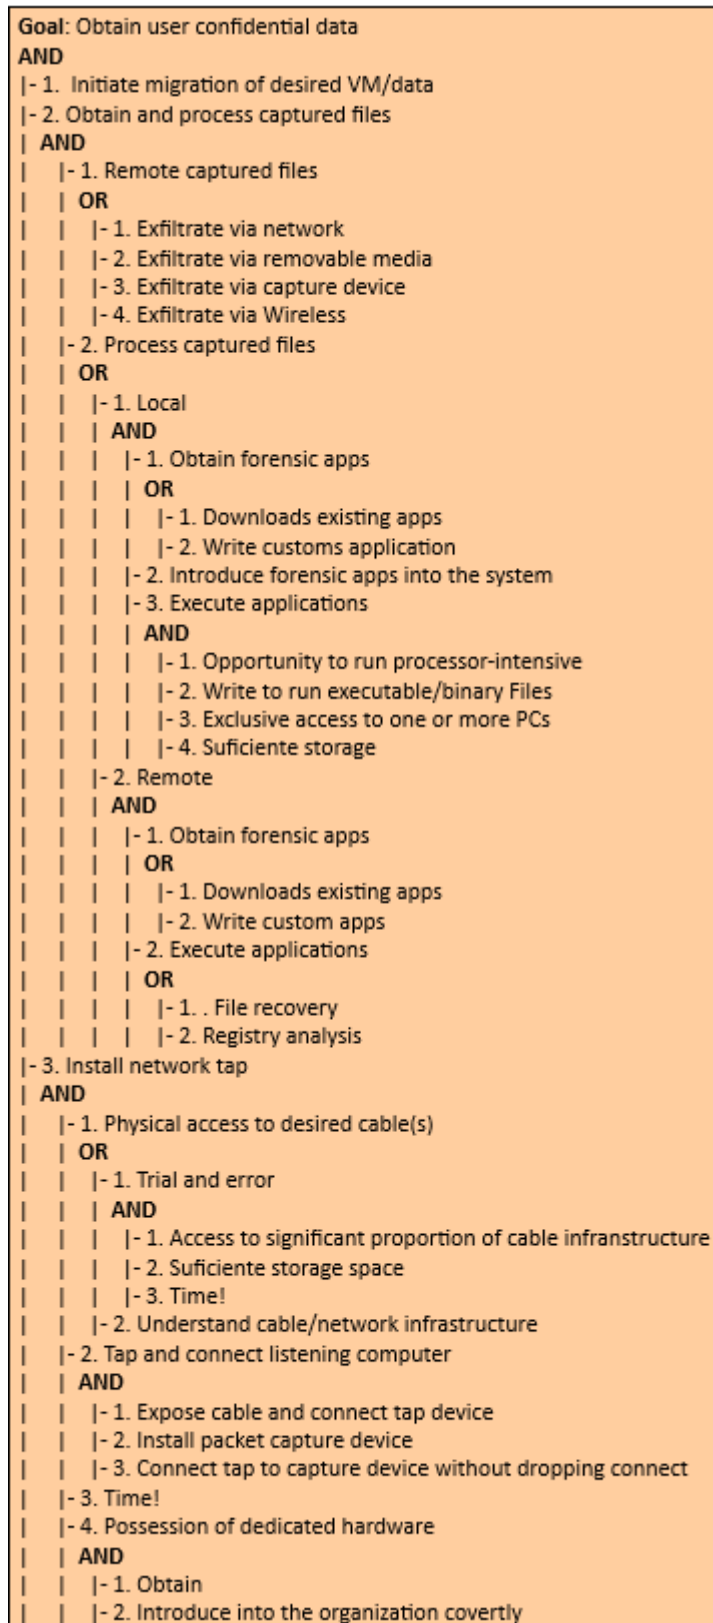 Goal: Obtain user confidential data
AND
|- 1. Initiate migration of desired VM/data
|- 2. Obtain and process captured files
| AND
| |- 1. Remote captured files
| | OR
| | |- 1. Exfiltrate via network
| | |- 2. Exfiltrate via removable media
| | |- 3. Exfiltrate via capture device
| | |- 4. Exfiltrate via Wireless
| |- 2. Process captured files
| | OR
| | |- 1. Local
| | | AND
| | | |- 1. Obtain forensic apps
| | | | OR
| | | | |- 1. Downloads existing apps
| | | | |- 2. Write customs application
| | | |- 2. Introduce forensic apps into the system
| | | |- 3. Execute applications
| | | | AND
| | | | |- 1. Opportunity to run processor-intensive
| | | | |- 2. Write to run executable/binary Files
| | | | |- 3. Exclusive access to one or more PCs
| | | | |- 4. Suficiente storage
| | |- 2. Remote
| | | AND
| | | |- 1. Obtain forensic apps
| | | | OR
| | | | |- 1. Downloads existing apps
| | | | |- 2. Write custom apps
| | | |- 2. Execute applications
| | | | OR
| | | | |- 1. . File recovery
| | | | |- 2. Registry analysis
|- 3. Install network tap
| AND
| |- 1. Physical access to desired cable(s)
| | OR
| | |- 1. Trial and error
| | | AND
| | | |- 1. Access to significant proportion of cable infranstructure
| | | |- 2. Suficiente storage space
| | | |- 3. Time!
| | |- 2. Understand cable/network infrastructure
| |- 2. Tap and connect listening computer
| | AND
| | |- 1. Expose cable and connect tap device
| | |- 2. Install packet capture device
| | |- 3. Connect tap to capture device without dropping connect
| |- 3. Time!
| |- 4. Possession of dedicated hardware
| | AND
| | |- 1. Obtain
| | |- 2. Introduce into the organization covertly